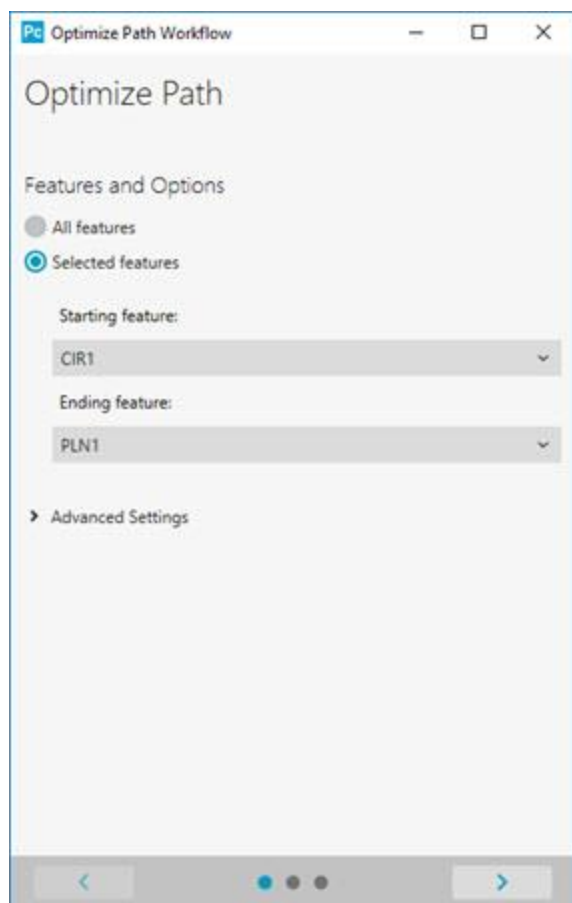 Pc Optimize Path Workflow
Optimize Path
Features and Options
All features
Selected features
Starting feature:
CIR1
Ending feature:
PLN1
Advanced Settings